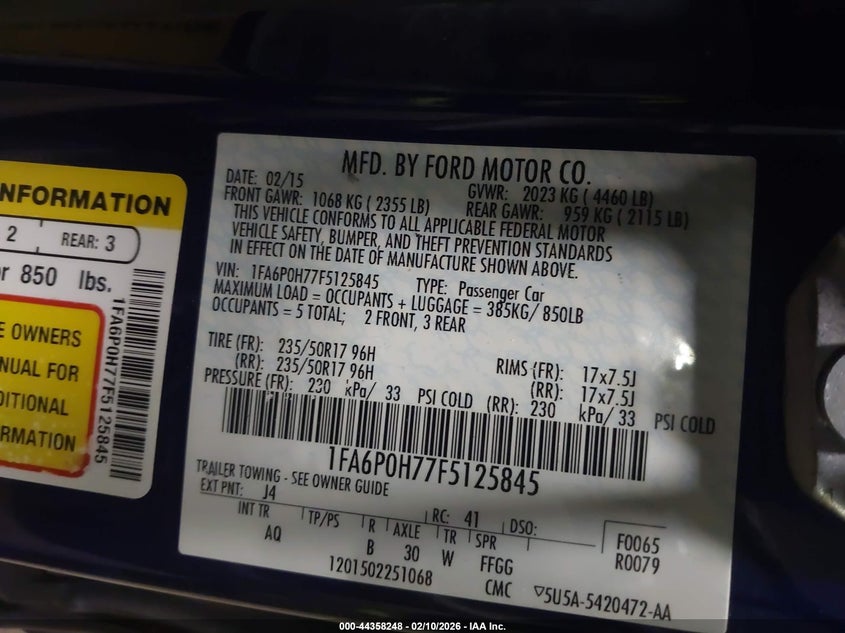 NFORMATION
2 REAR: 3
or 850 lbs.
E OWNERS
NUAL FOR
DITIONAL
RMATION
1FA6P0H77F5125845
MFD. BY FORD MOTOR CO.
DATE: 02/15 GVWR: 2023 KG ( 4460 LB)
FRONT GAWR: 1068 KG ( 2355 LB) REAR GAWR: 959 KG ( 2115 LB)
THIS VEHICLE CONFORMS TO ALL APPLICABLE FEDERAL MOTOR
VEHICLE SAFETY, BUMPER, AND THEFT PREVENTION STANDARDS
IN EFFECT ON THE DATE OF MANUFACTURE SHOWN ABOVE.
VIN: 1FA6P0H77F5125845 TYPE: Passenger Car
MAXIMUM LOAD = OCCUPANTS + LUGGAGE = 385KG/ 850LB
OCCUPANTS = 5 TOTAL; 2 FRONT, 3 REAR
TIRE (FR): 235/50R17 96H RIMS (FR): 17x7.5J
(RR): 235/50R17 96H (RR): 17x7.5J
PRESSURE (FR): 230 kPa/ 33 PSI COLD (RR): 230 kPa/ 33 PSI COLD
1FA6P0H77F5125845
TRAILER TOWING - SEE OWNER GUIDE
EXT PNT: J4 RC: 41 DSO: F0065
INT TR TP/PS R AXLE TR SPR R0079
AQ B 30 W FFGG
1201502251068 CMC ▽5U5A-5420472-AA
000-44358248 - 02/10/2026 - IAA Inc.